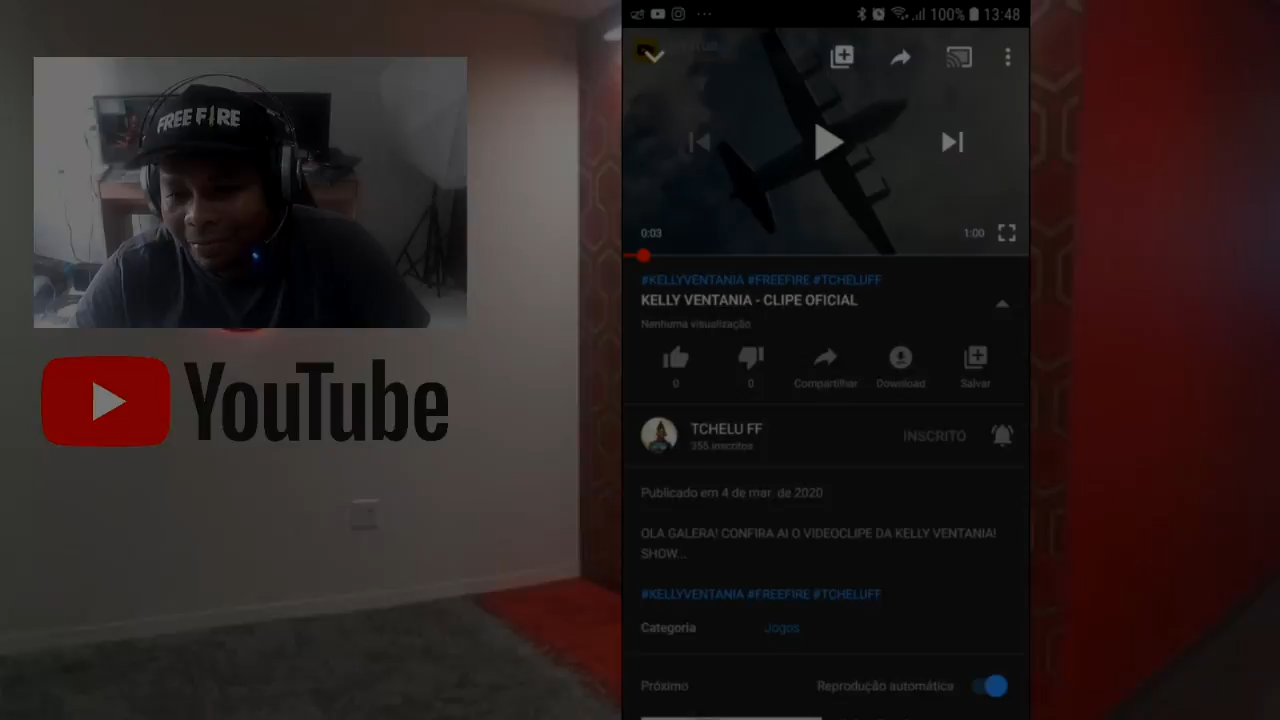 100% 13:48
FREE FIRE
0:03
1:00
#KELLYVENTANIA #FREEFIRE #TCHELUFF
KELLY VENTANIA - CLIPE OFICIAL
Nenhuma visualização
0
0
Compartilhar
Download
Salvar
YouTube
TCHELU FF
355 inscritos
INSCRITO
Publicado em 4 de mar. de 2020
OLA GALERA! CONFIRA AI O VIDEOCLIPE DA KELLY VENTANIA!
SHOW...
#KELLYVENTANIA #FREEFIRE #TCHELUFF
Categoria
Jogos
Próximo
Reprodução automática